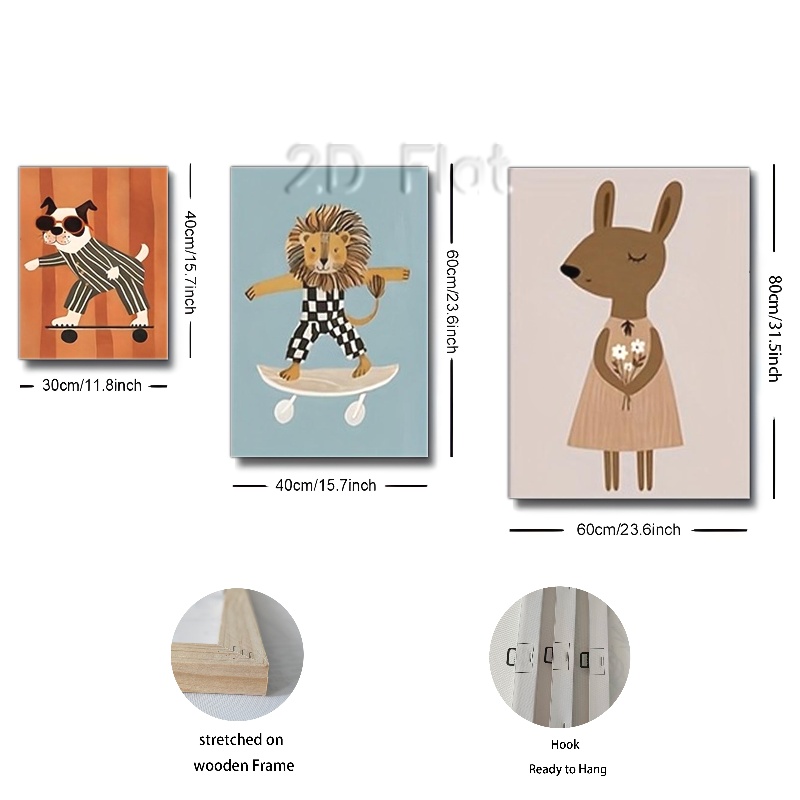 2D Flat
40cm/15.7inch
30cm/11.8inch
60cm/23.6inch
40cm/15.7inch
80cm/31.5inch
60cm/23.6inch
stretched on
wooden Frame
Hook
Ready to Hang